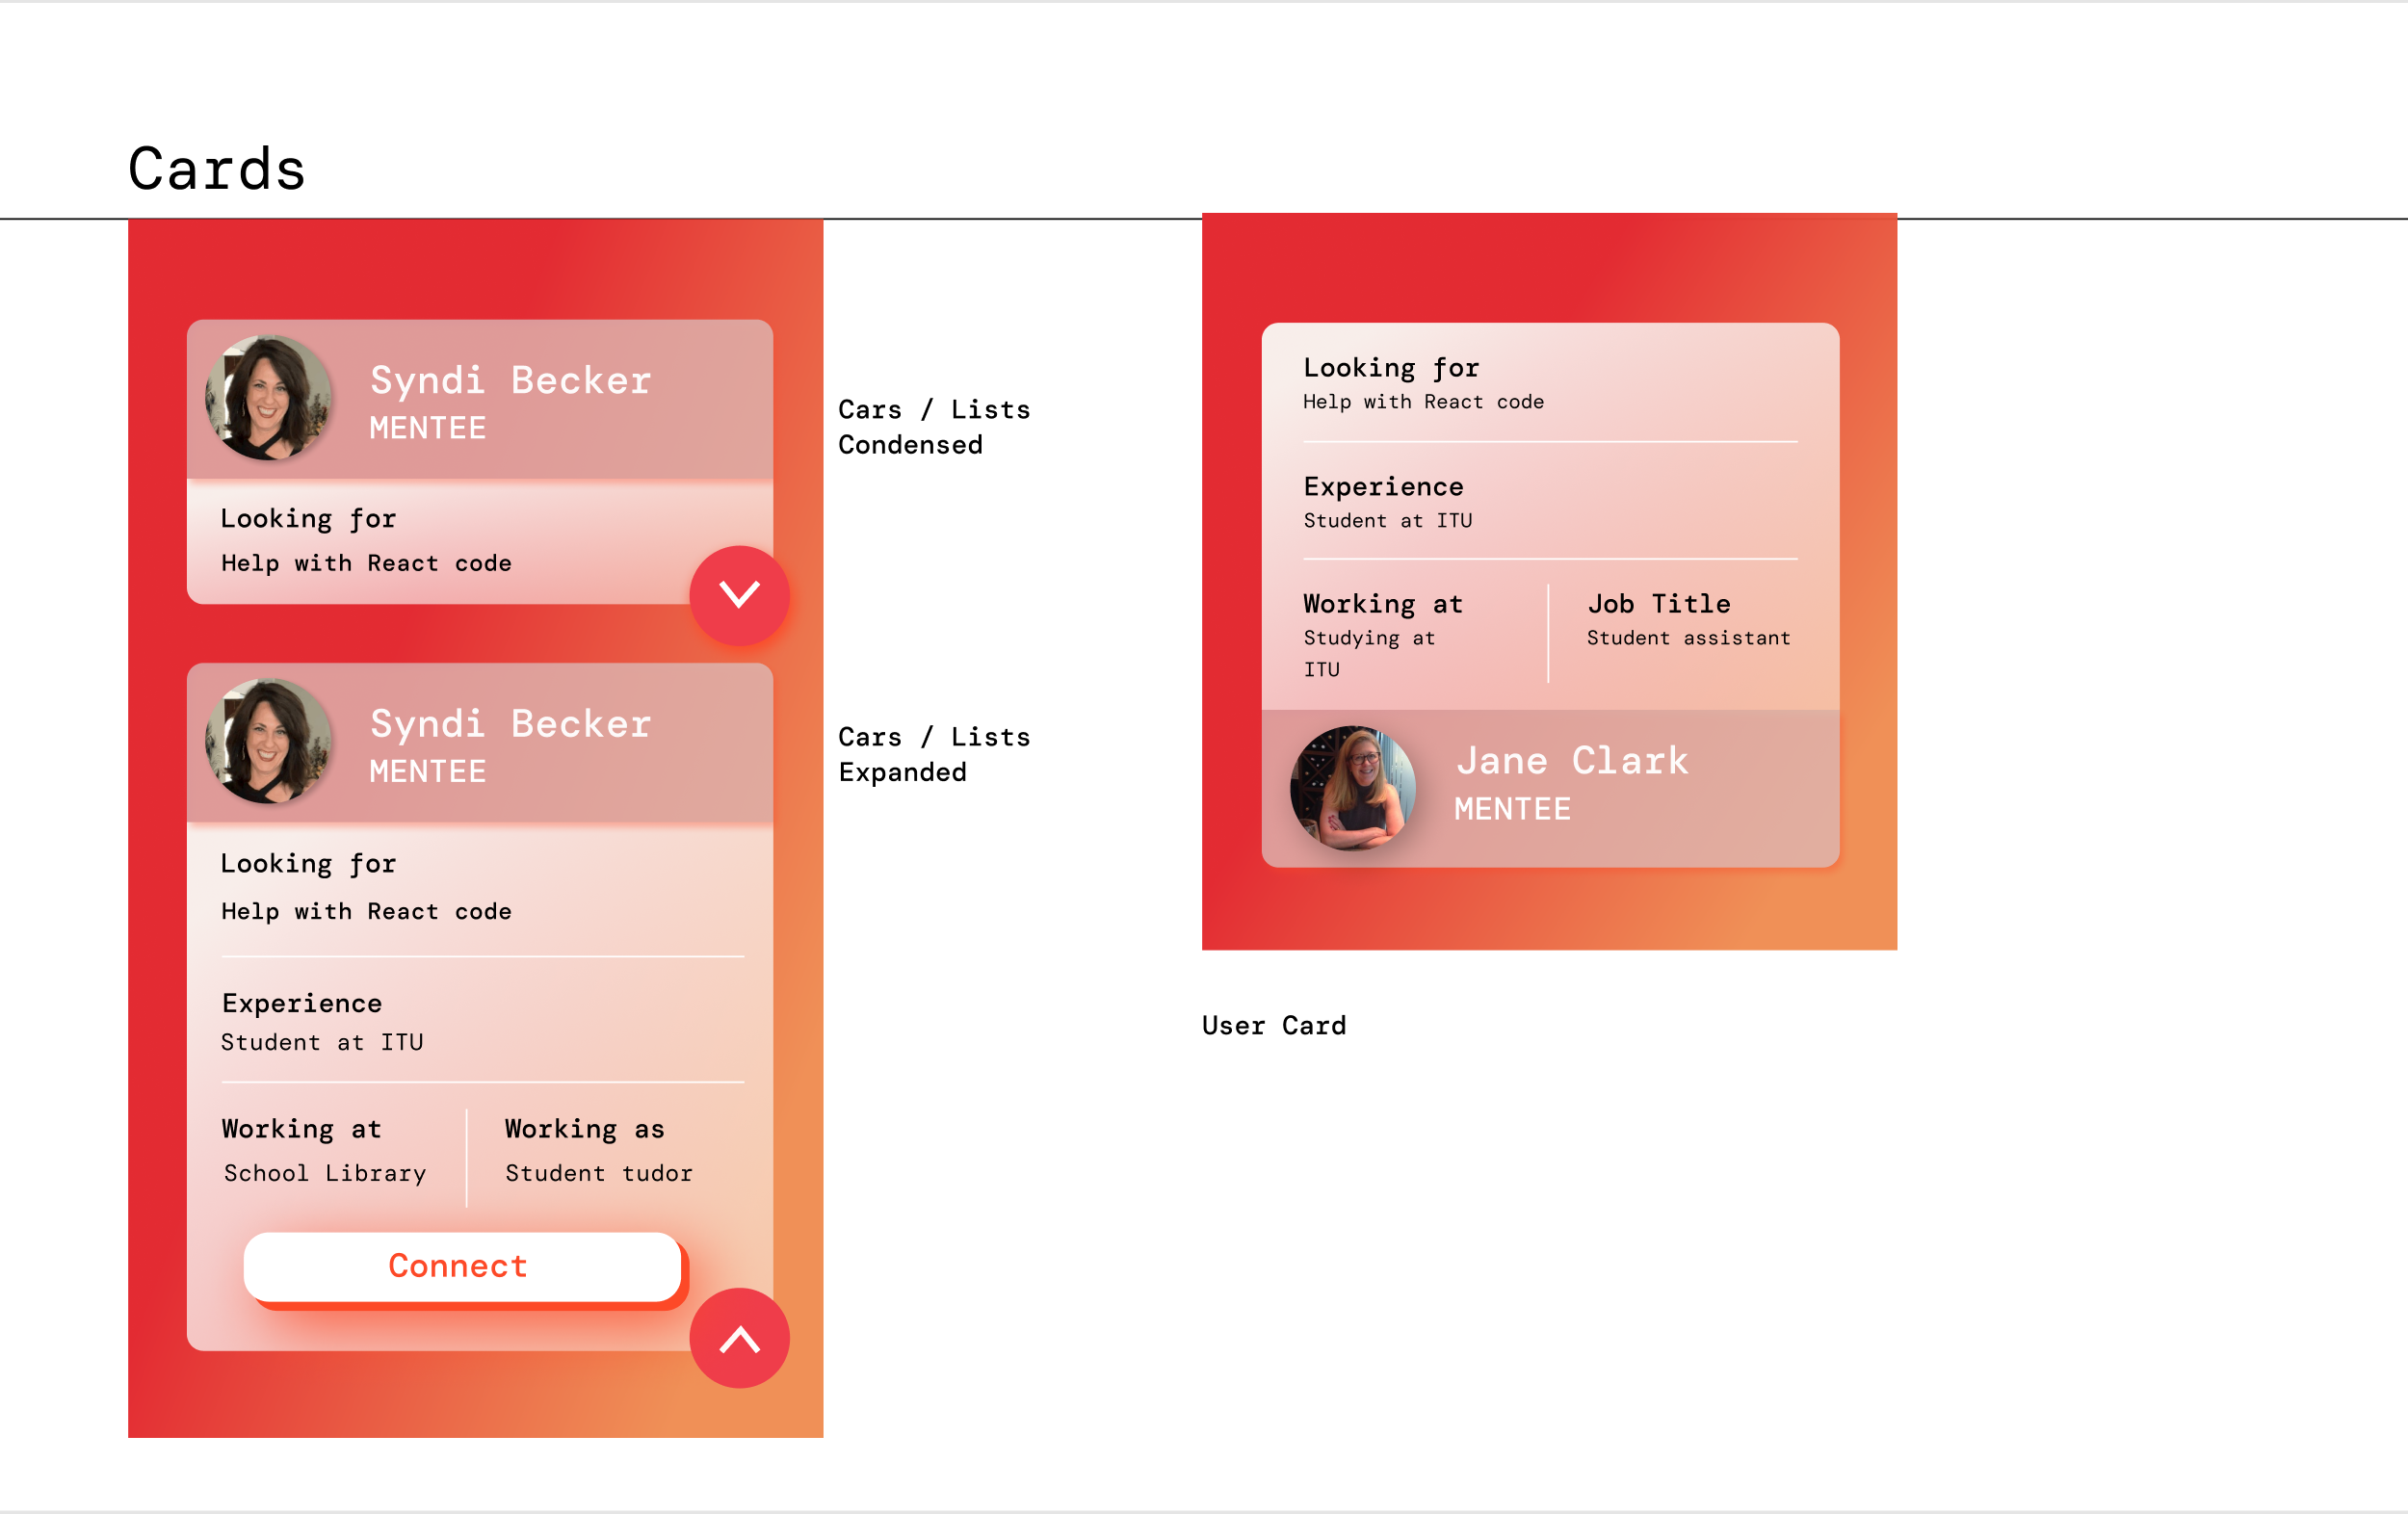 Cards
Syndi Becker
MENTEE
Looking for
Help with React code
Cars / Lists
Condensed
Syndi Becker
MENTEE
Looking for
Help with React code
Experience
Student at ITU
Working at
School Library
Working as
Student tudor
Connect
Cars / Lists
Expanded
Looking for
Help with React code
Experience
Student at ITU
Working at
Studying at
ITU
Job Title
Student assistant
Jane Clark
MENTEE
User Card